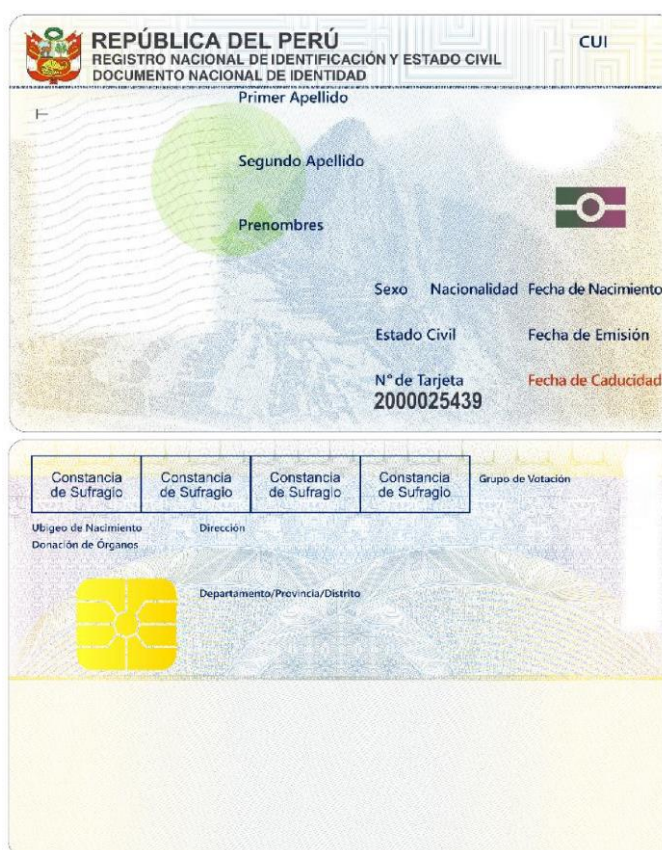 REPÚBLICA DEL PERÚ
REGISTRO NACIONAL DE IDENTIFICACIÓN Y ESTADO CIVIL
DOCUMENTO NACIONAL DE IDENTIDAD
CUI
Primer Apellido
Segundo Apellido
Prenombres
Sexo Nacionalidad Fecha de Nacimiento
Estado Civil Fecha de Emisión
N° de Tarjeta Fecha de Caducidad
2000025439
Constancia de Sufragio
Constancia de Sufragio
Constancia de Sufragio
Constancia de Sufragio
Grupo de Votación
Ubigeo de Nacimiento Dirección
Donación de Órganos
Departamento/Provincia/Distrito